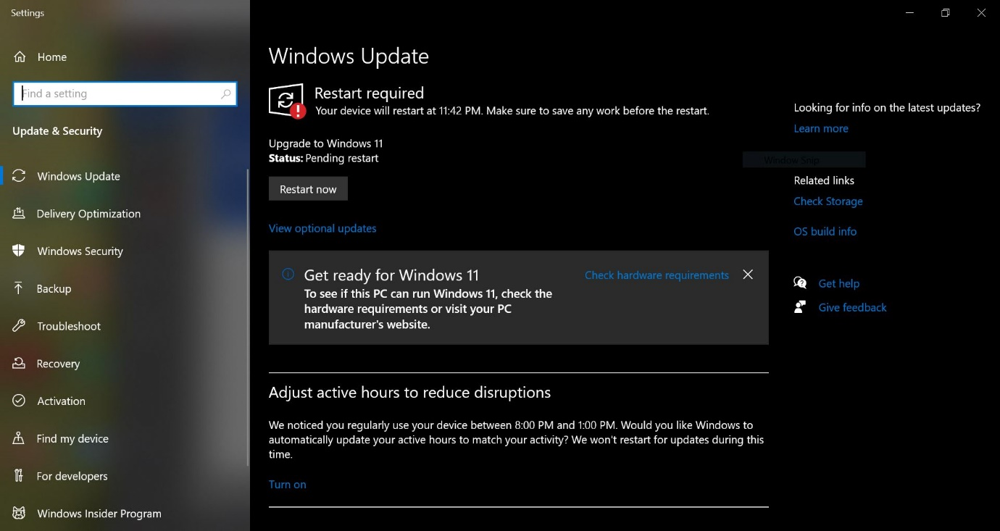 Settings
Home
Find a setting
Update & Security
Windows Update
Delivery Optimization
Windows Security
Backup
Troubleshoot
Recovery
Activation
Find my device
For developers
Windows Insider Program
Windows Update
Restart required
Your device will restart at 11:42 PM. Make sure to save any work before the restart.
Upgrade to Windows 11
Status: Pending restart
Restart now
View optional updates
Get ready for Windows 11
Check hardware requirements
To see if this PC can run Windows 11, check the
hardware requirements or visit your PC
manufacturer's website.
Adjust active hours to reduce disruptions
We noticed you regularly use your device between 8:00 PM and 1:00 PM. Would you like Windows to
automatically update your active hours to match your activity? We won't restart for updates during this
time.
Turn on
Looking for info on the latest updates?
Learn more
Window Snip
Related links
Check Storage
OS build info
Get help
Give feedback